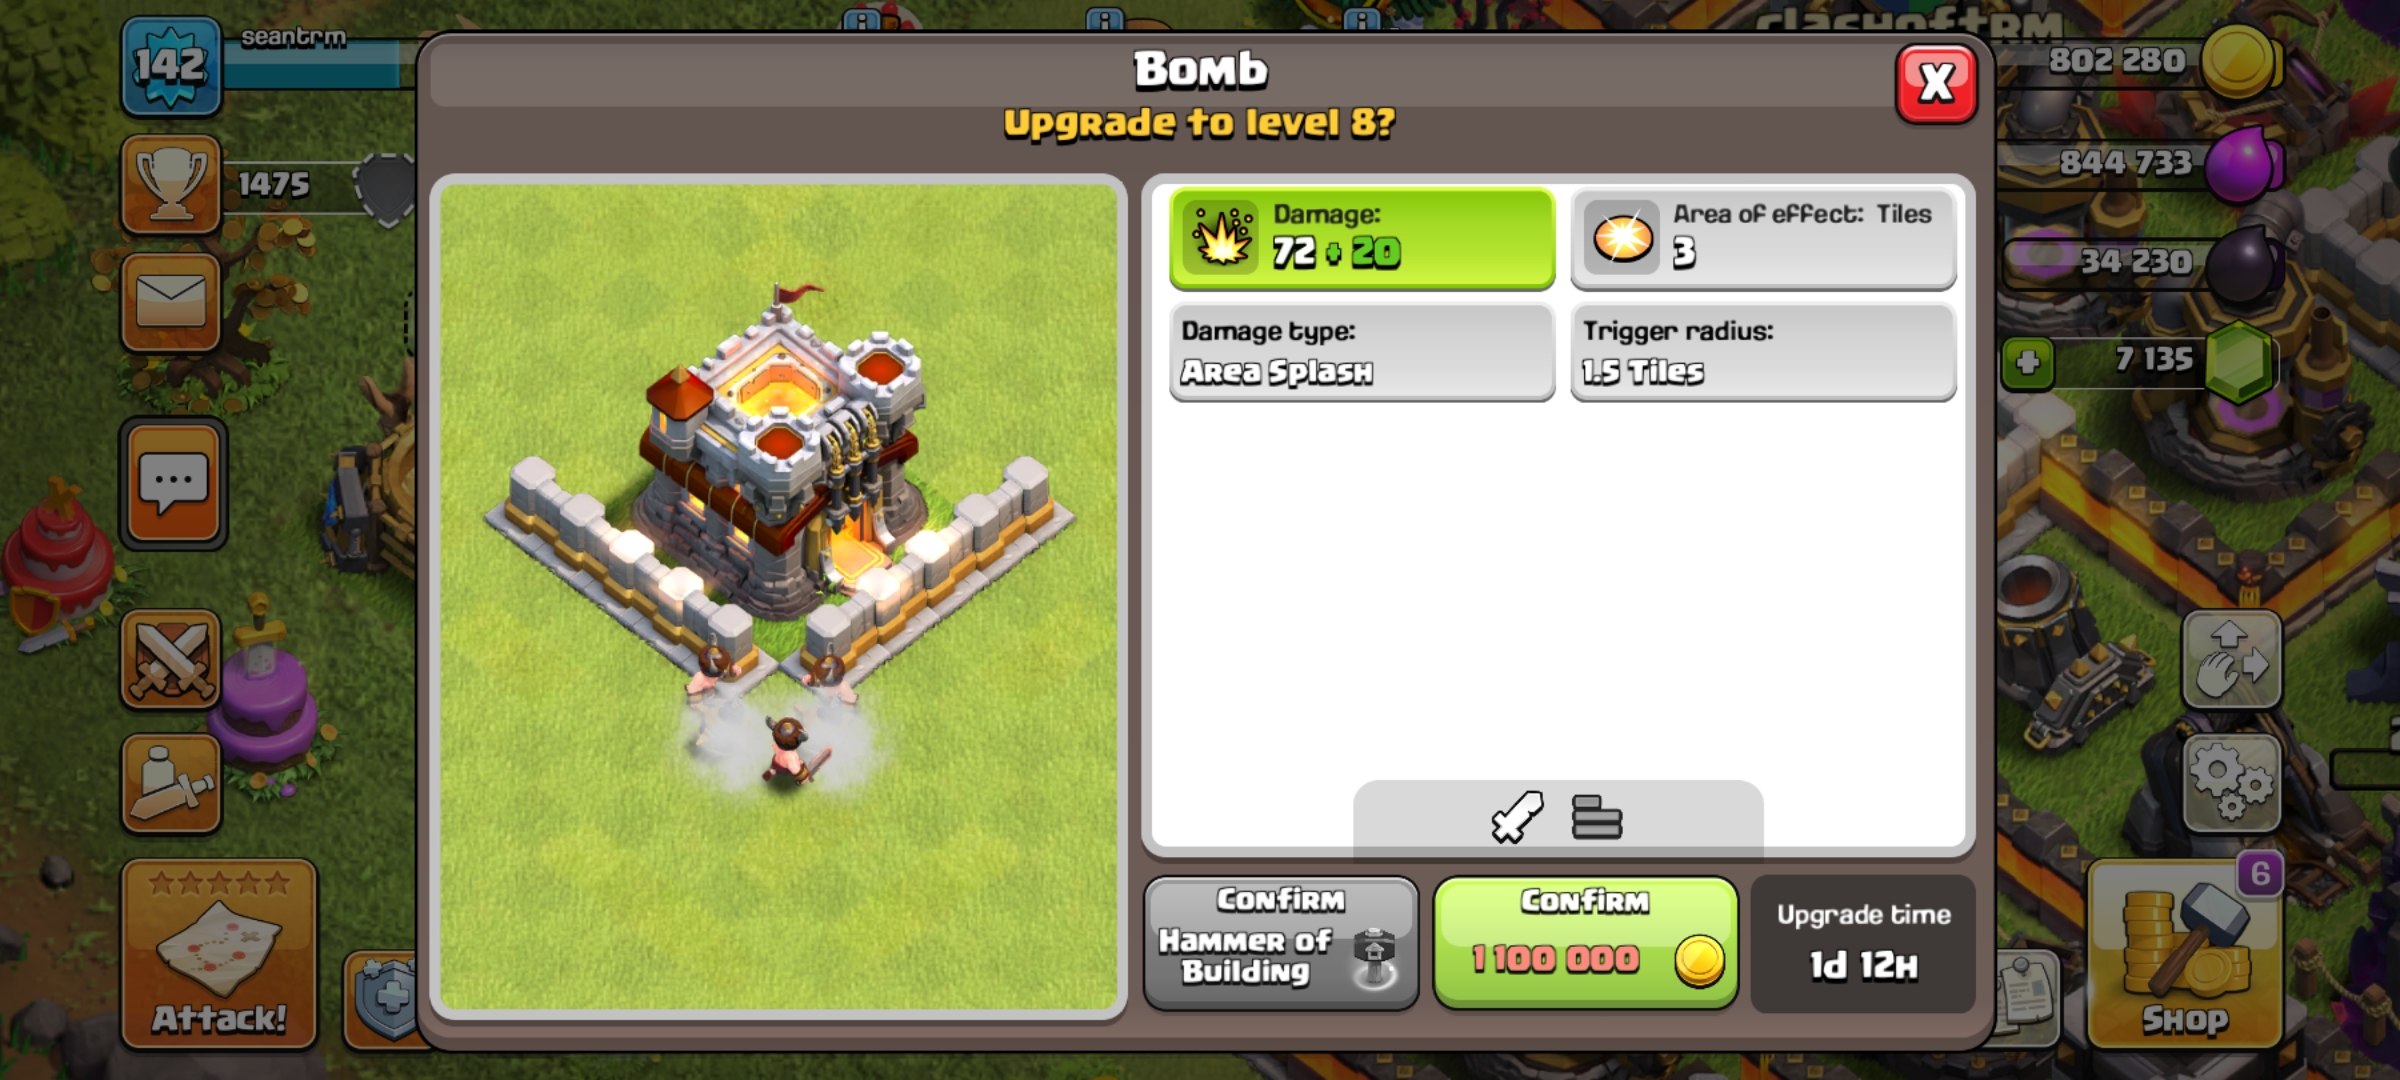 142
seantrm
1475
Attack!
Bomb
Upgrade to level 8?
X
Damage:
72 + 20
Area of effect: Tiles
3
Damage type:
Area Splash
Trigger radius:
1.5 Tiles
Confirm
Hammer of
Building
Confirm
1 100 000
Upgrade time
1d 12h
clashoftRM
802 280
844 733
34 230
7 135
6
Shop